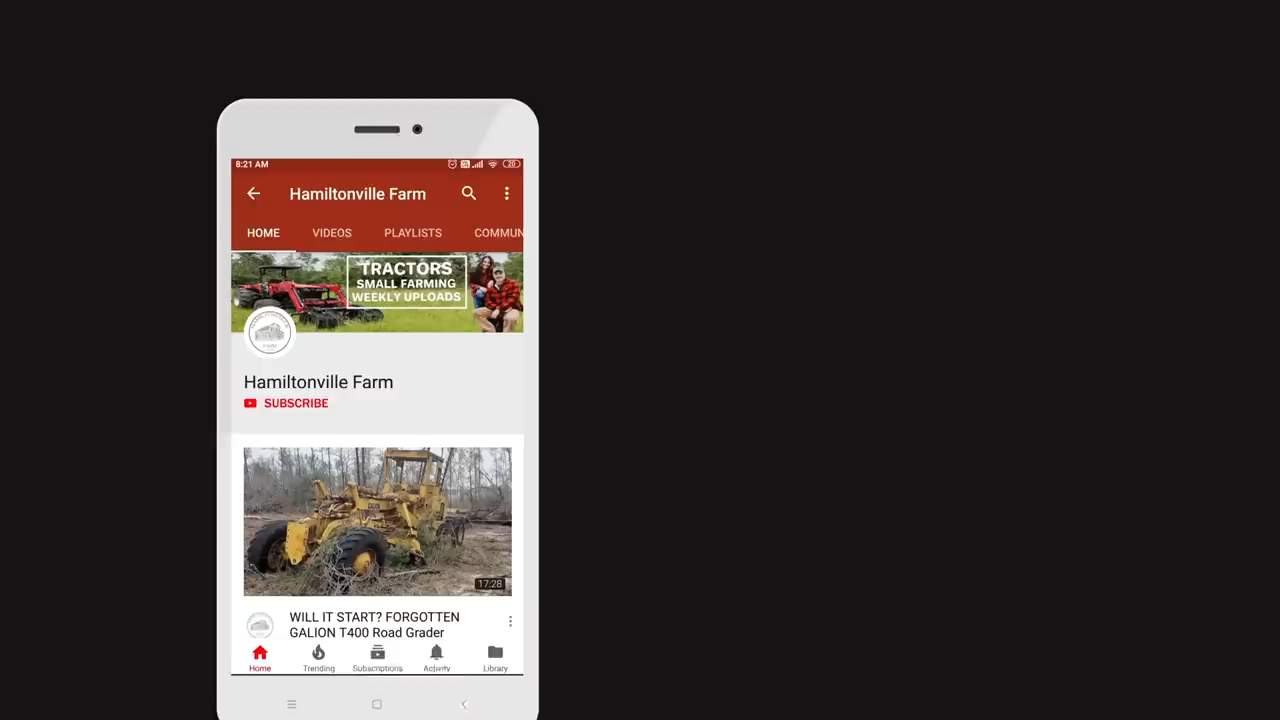 8:21 AM
20
Hamiltonville Farm
HOME VIDEOS PLAYLISTS COMMUN
TRACTORS
SMALL FARMING
WEEKLY UPLOADS
Hamiltonville Farm
SUBSCRIBE
17:28
WILL IT START? FORGOTTEN
GALION T400 Road Grader
Home Trending Subscriptions Activity Library